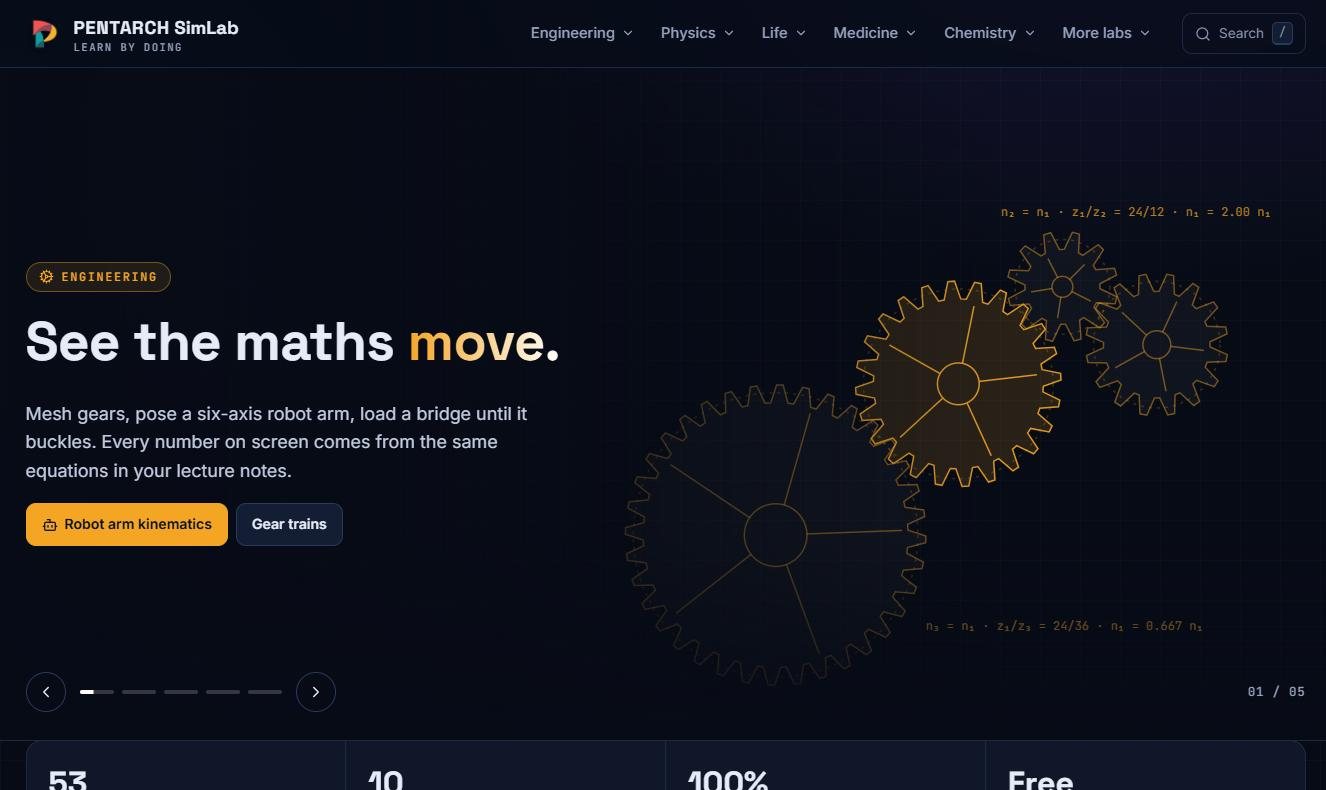 PENTARCH SimLab
LEARN BY DOING
Engineering
Physics
Life
Medicine
Chemistry
More labs
Search /
n₂ = n₁ · z₁/z₂ = 24/12 · n₁ = 2.00 n₁
ENGINEERING
See the maths move.
Mesh gears, pose a six-axis robot arm, load a bridge until it
buckles. Every number on screen comes from the same
equations in your lecture notes.
Robot arm kinematics
Gear trains
n₃ = n₁ · z₁/z₃ = 24/36 · n₁ = 0.667 n₁
01 / 05
53
10
100%
Free